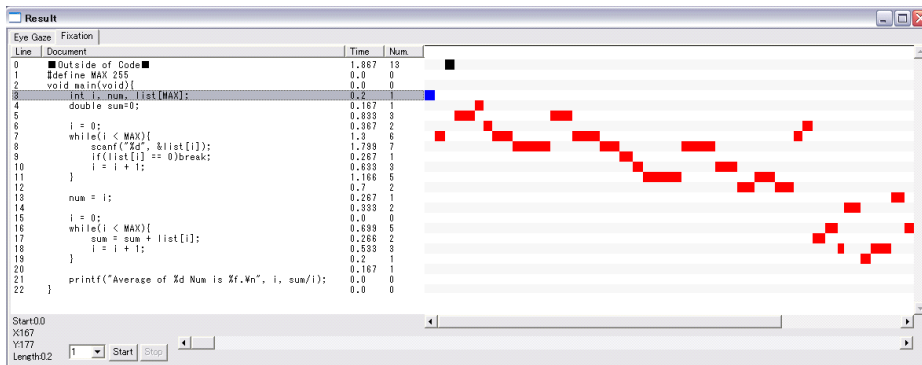 Result
Eye Gaze Fixation
Line Document Time Num.
0 ■Outside of Code■ 1.867 13
1 #define MAX 255 0.0 0
2 void main(void){ 0.0 0
3 int i, num, list[MAX]; 0.2 1
4 double sum=0; 0.167 1
5 0.833 3
6 i = 0; 0.367 2
7 while(i < MAX){ 1.3 6
8 scanf("%d", &list[i]); 1.799 7
9 if(list[i] == 0)break; 0.267 1
10 i = i + 1; 0.633 3
11 } 1.166 5
12 0.7 2
13 num = i; 0.267 1
14 0.333 2
15 i = 0; 0.0 0
16 while(i < MAX){ 0.699 5
17 sum = sum + list[i]; 0.266 2
18 i = i + 1; 0.533 3
19 } 0.2 1
20 0.167 1
21 printf("Average of %d Num is %f.¥n", i, sum/i); 0.0 0
22 } 0.0 0
Start:0.0
X:167
Y:177
Length:0.2
1 Start Stop